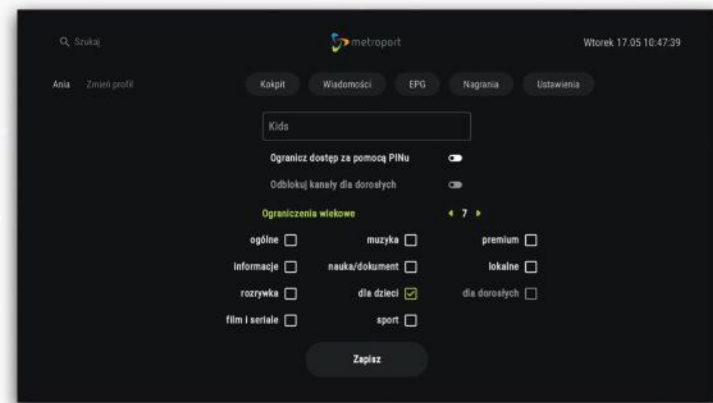 Szukaj
metroport
Wtorek 17.05 10:47:39
Ania Zmień profil
Kokpit Wiadomości EPG Nagrania Ustawienia
Kids
Ogranicz dostęp za pomocą PINu
Odblokuj kanały dla dorosłych
Ograniczenia wiekowe 7
ogólne muzyka premium
informacje nauka/dokument lokalne
rozrywka dla dzieci dla dorosłych
film i seriale sport
Zapisz